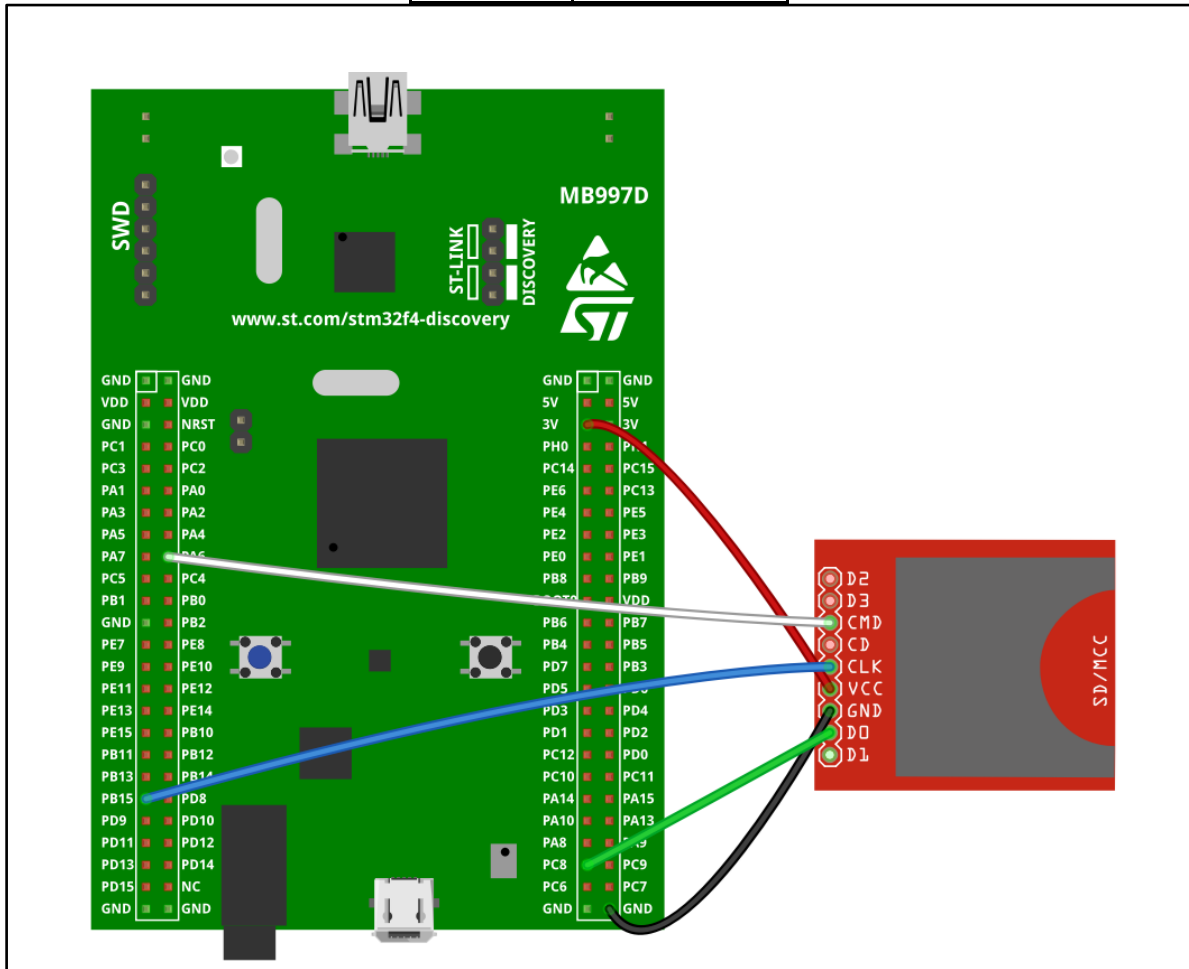 MB997D
SWD
ST-LINK
DISCOVERY
www.st.com/stm32f4-discovery
GND GND GND GND
VDD VDD 5V 5V
GND NRST 3V 3V
PC1 PC0 PH0
PC3 PC2 PC14 PC15
PA1 PA0 PE6 PC13
PA3 PA2 PE4 PE5
PA5 PA4 PE2 PE3
PA7 PA6 PE0 PE1
PC5 PC4 PB8 PB9 D2
PB1 PB0 VDD D3
GND PB2 PB6 PB7 CMD
PE7 PE8 PB4 PB5 CD
PE9 PE10 PD7 PB3 CLK
PE11 PE12 PD5 VCC
PE13 PE14 PD3 PD4 GND
PE15 PB10 PD1 PD2 D0
PB11 PB12 PC12 PD0 D1
PB13 PB14 PC10 PC11
PB15 PD8 PA14 PA15
PD9 PD10 PA10 PA13
PD11 PD12 PA8 PA9
PD13 PD14 PC8 PC9
PD15 NC PC6 PC7
GND GND GND GND
SD/MCC